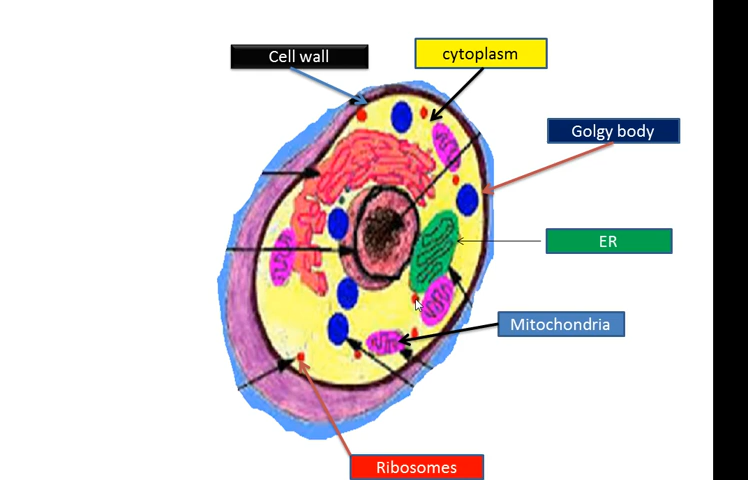 Cell wall
cytoplasm
Golgy body
ER
Mitochondria
Ribosomes